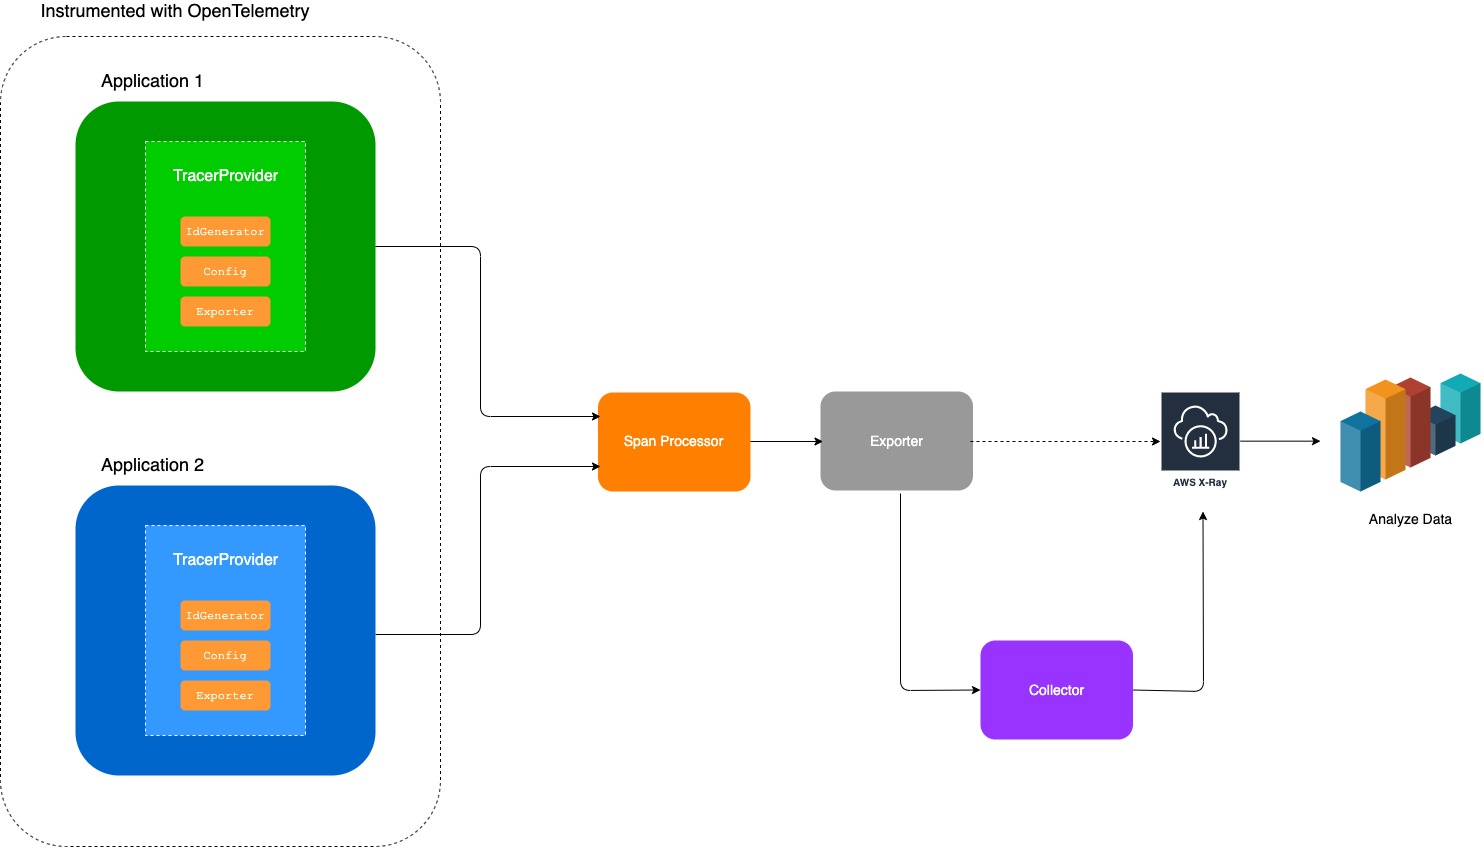 Instrumented with OpenTelemetry
Application 1
TracerProvider
IdGenerator
Config
Exporter
Application 2
TracerProvider
IdGenerator
Config
Exporter
Span Processor
Exporter
Collector
AWS X-Ray
Analyze Data